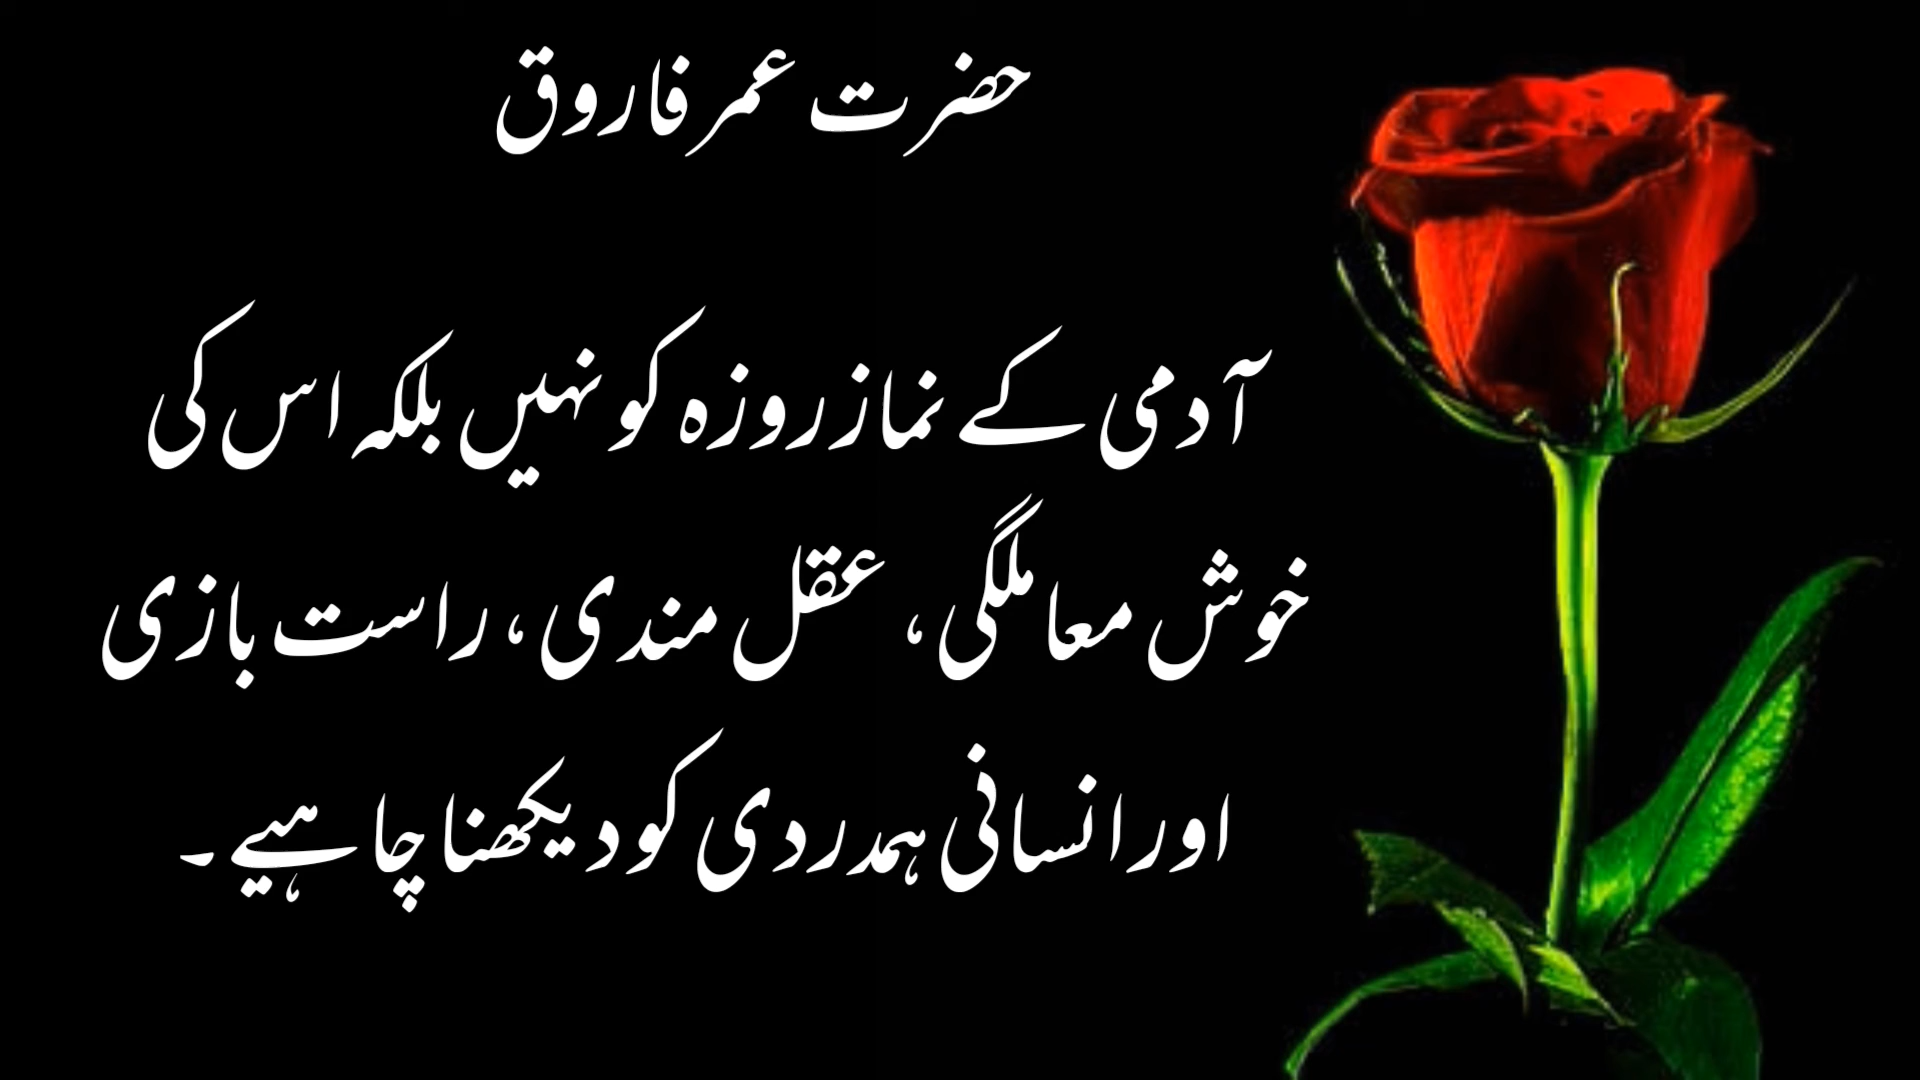 حضرت عمر فاروق
آدمی کے نماز روزہ کو نہیں بلکہ اس کی
خوش معاملگی، عقل مندی، راست بازی
اور انسانی ہمدردی کو دیکھنا چاہیے۔